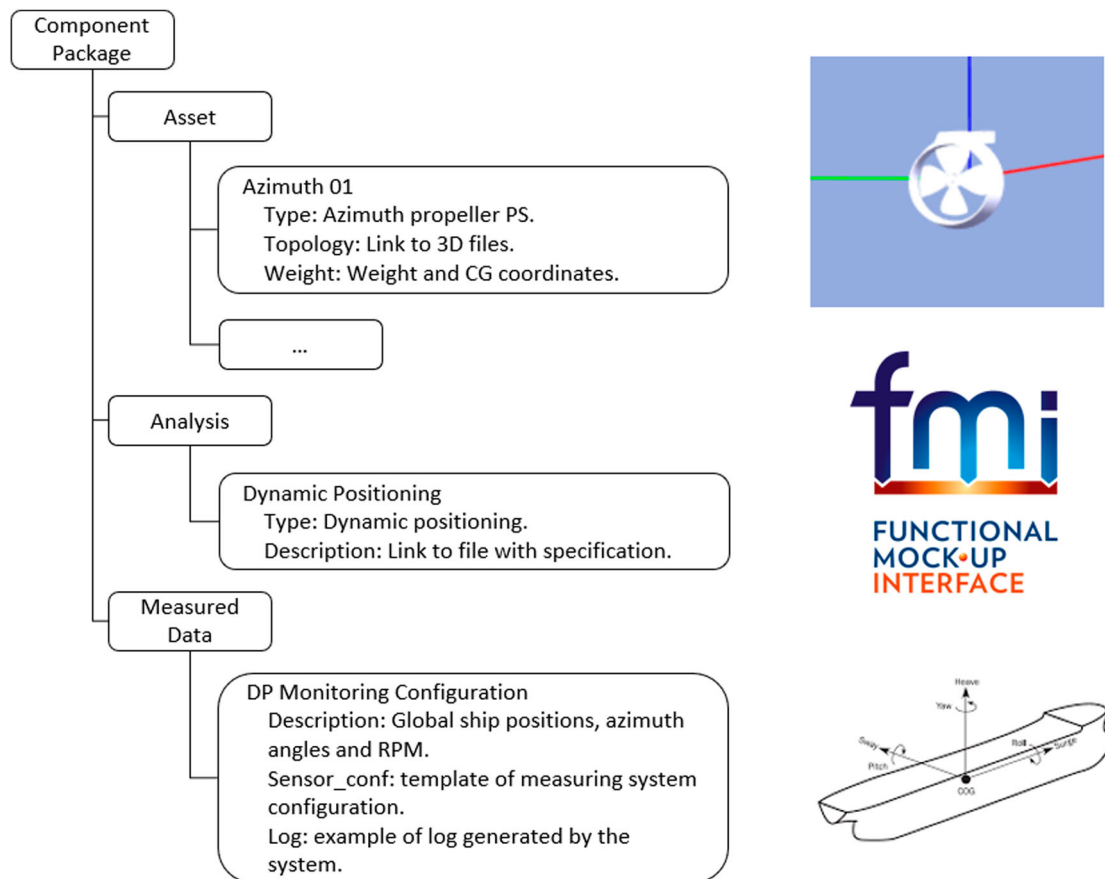 Component
Package
Asset
Azimuth 01
Type: Azimuth propeller PS.
Topology: Link to 3D files.
Weight: Weight and CG coordinates.
...
Analysis
Dynamic Positioning
Type: Dynamic positioning.
Description: Link to file with specification.
Measured
Data
DP Monitoring Configuration
Description: Global ship positions, azimuth
angles and RPM.
Sensor_conf: template of measuring system
configuration.
Log: example of log generated by the
system.
fmi
FUNCTIONAL
MOCK•UP
INTERFACE
Heave
Yaw
Sway
Pitch
Roll
Surge
COG